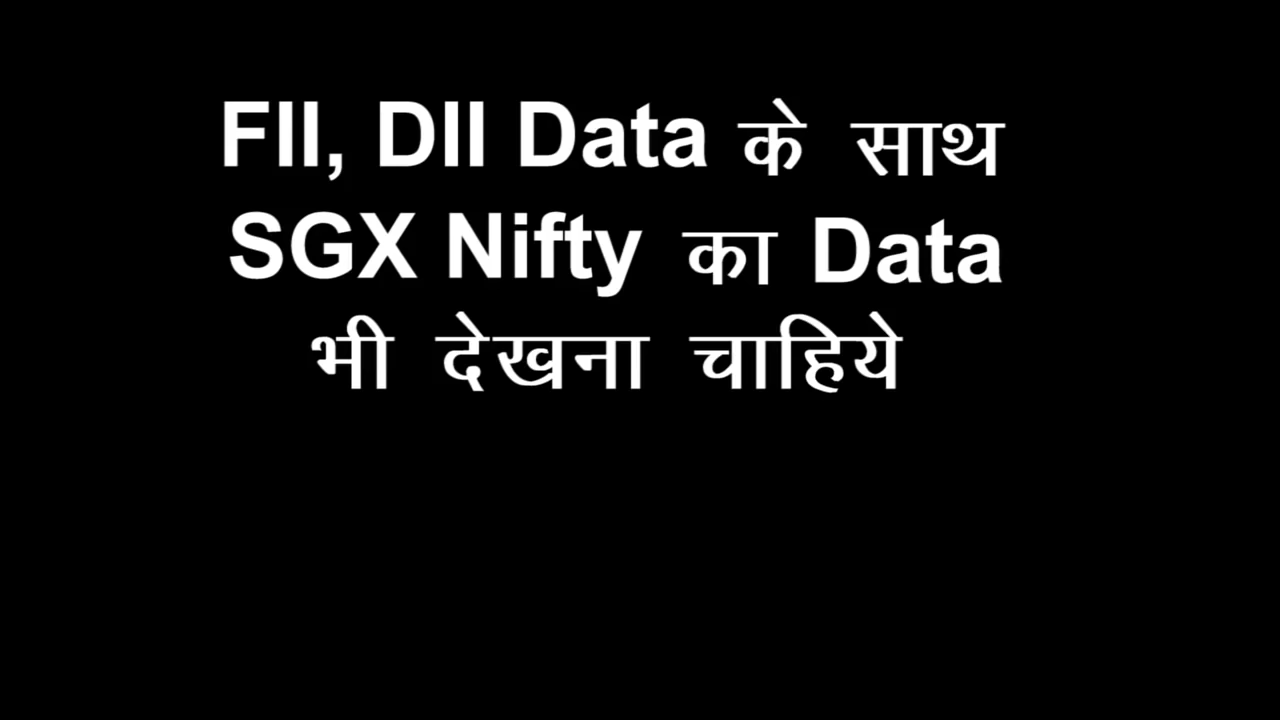 FII, DII Data के साथ
SGX Nifty का Data
भी देखना चाहिये